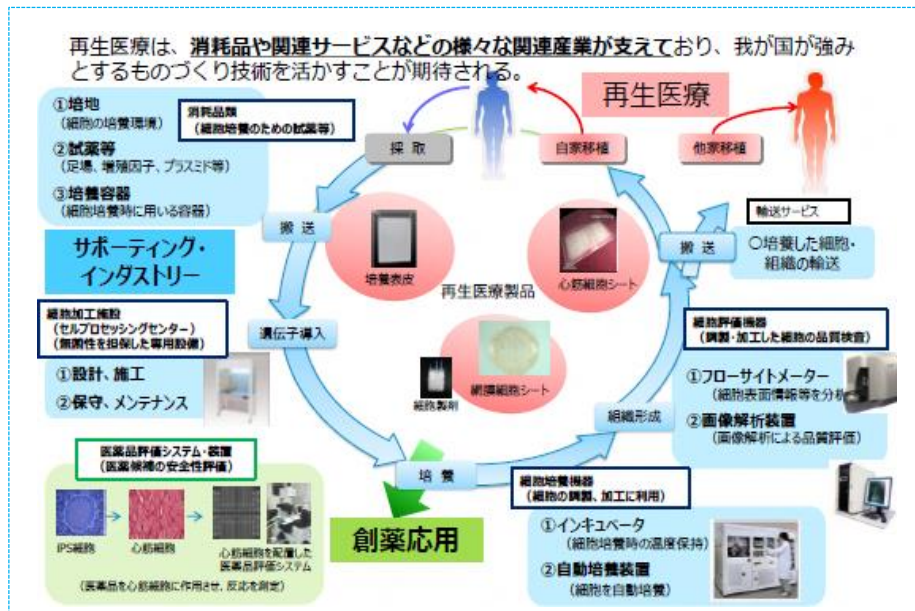 再生医療は、消耗品や関連サービスなどの様々な関連産業が支えており、我が国が強み
とするものづくり技術を活かすことが期待される。
①培地
(細胞の培養環境)
②試薬等
(足場、増殖因子、プラスミド等)
③培養容器
(細胞培養時に用いる容器)
消耗品類
(細胞培養のための試薬等)
再生医療
採取
自家移植
他家移植
搬送
サポーティング・
インダストリー
培養表皮
再生医療製品
心筋細胞シート
搬送
輸送サービス
〇培養した細胞・
組織の輸送
細胞加工施設
(セルプロセッシングセンター)
(無菌性を担保した専用設備)
①設計、施工
②保守、メンテナンス
遺伝子導入
細胞製剤
網膜細胞シート
組織形成
細胞評価機器
(調製・加工した細胞の品質検査)
①フローサイトメーター
(細胞表面情報等を分析
②画像解析装置
(画像解析による品質評価)
医薬品評価システム・装置
(医薬候補の安全性評価)
IPS細胞
心筋細胞
心筋細胞を配置した
医薬品評価システム
(医薬品を心筋細胞に作用させ、反応を測定)
培養
創薬応用
細胞培養機器
(細胞の調製、加工に利用)
①インキュベータ
(細胞培養時の温度保持)
②自動培養装置
(細胞を自動培養)